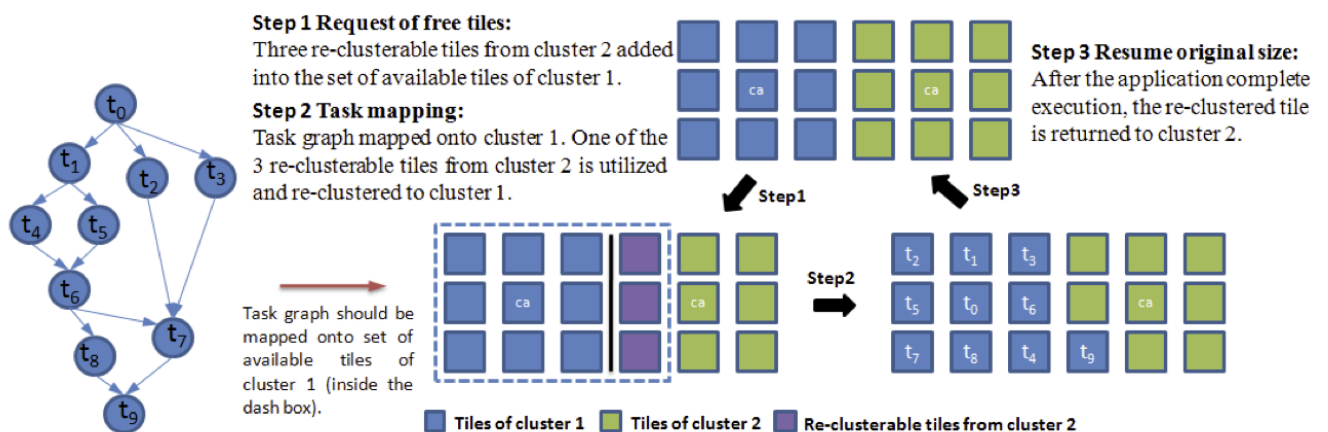 Step 1 Request of free tiles:
Three re-clusterable tiles from cluster 2 added
into the set of available tiles of cluster 1.
Step 2 Task mapping:
Task graph mapped onto cluster 1. One of the
3 re-clusterable tiles from cluster 2 is utilized
and re-clustered to cluster 1.
ca
ca
Step 3 Resume original size:
After the application complete
execution, the re-clustered tile
is returned to cluster 2.
t0
t1
t2
t3
t4
t5
t6
t7
t8
t9
Step1
Step3
Task graph should be
mapped onto set of
available tiles of
cluster 1 (inside the
dash box).
ca
ca
Step2
t2 t1 t3
t5 t0 t6 ca
t7 t8 t4 t9
Tiles of cluster 1
Tiles of cluster 2
Re-clusterable tiles from cluster 2